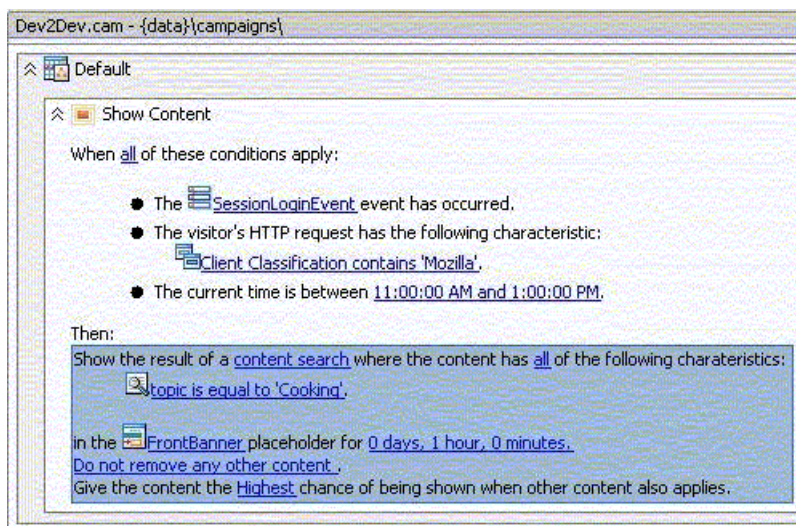 Dev2Dev.cam - {data}\campaigns\
Default
Show Content
When all of these conditions apply:
The SessionLoginEvent event has occurred.
The visitor's HTTP request has the following characteristic:
Client Classification contains 'Mozilla'.
The current time is between 11:00:00 AM and 1:00:00 PM.
Then:
Show the result of a content search where the content has all of the following charateristics:
topic is equal to 'Cooking'.
in the FrontBanner placeholder for 0 days, 1 hour, 0 minutes.
Do not remove any other content .
Give the content the Highest chance of being shown when other content also applies.